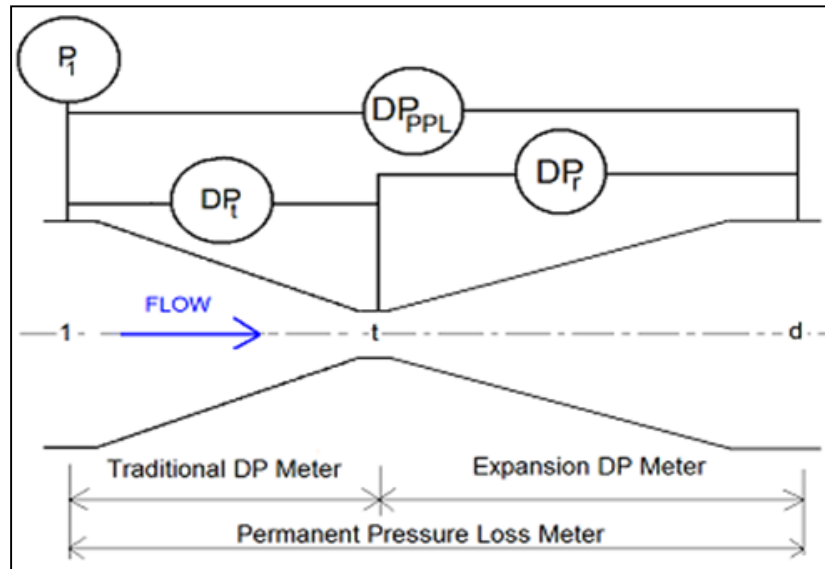 P1
DPPPL
DPt
DPr
FLOW
1
t
d
Traditional DP Meter
Expansion DP Meter
Permanent Pressure Loss Meter